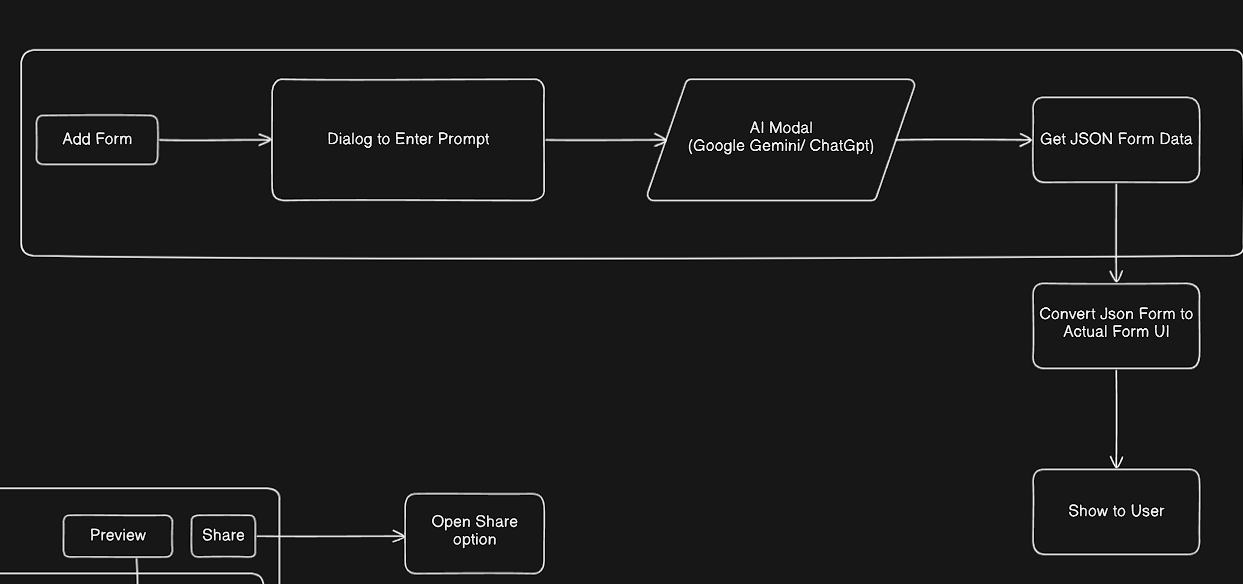 Add Form
Dialog to Enter Prompt
AI Modal
(Google Gemini/ ChatGpt)
Get JSON Form Data
Convert Json Form to
Actual Form UI
Show to User
Preview
Share
Open Share
option